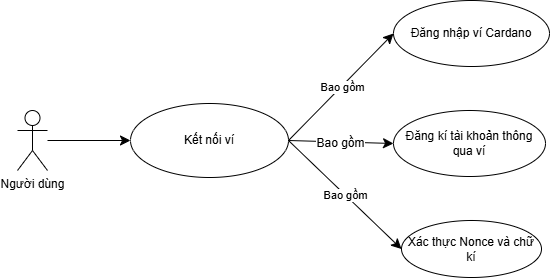 Đăng nhập ví Cardano
Bao gồm
Kết nối ví
Bao gồm
Đăng kí tài khoản thông
qua ví
Người dùng
Bao gồm
Xác thực Nonce và chữ
kí